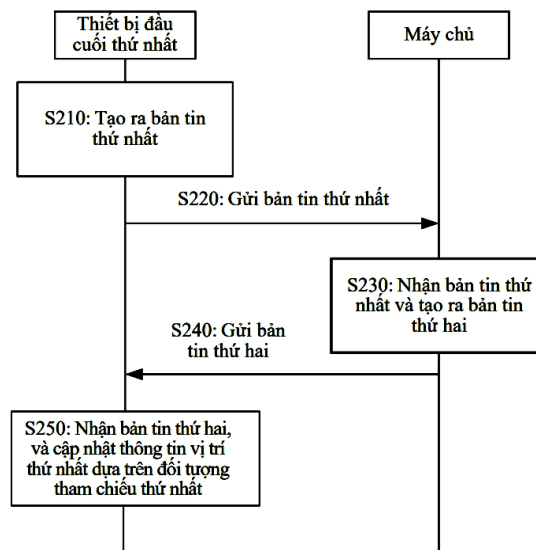 Thiết bị đầu
cuối thứ nhất
Máy chủ
S210: Tạo ra bản tin
thứ nhất
S220: Gửi bản tin thứ nhất
S230: Nhận bản tin thứ
nhất và tạo ra bản tin
thứ hai
S240: Gửi bản
tin thứ hai
S250: Nhận bản tin thứ hai,
và cập nhật thông tin vị trí
thứ nhất dựa trên đối tượng
tham chiếu thứ nhất